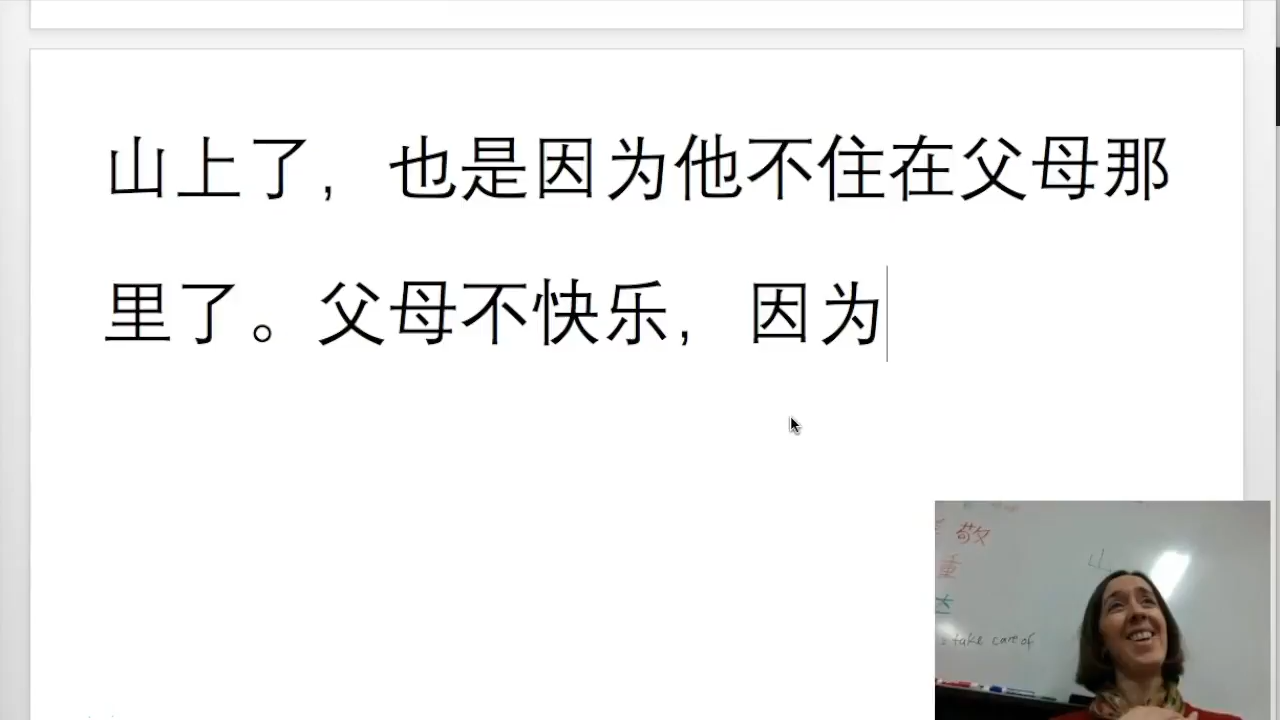 山上了，也是因为他不住在父母那
里了。父母不快乐，因为
敬
重
山
= take care of